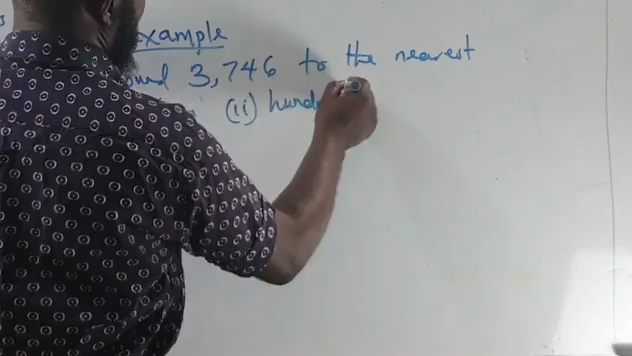 xample
ound 3,746 to the nearest
(ii) hund